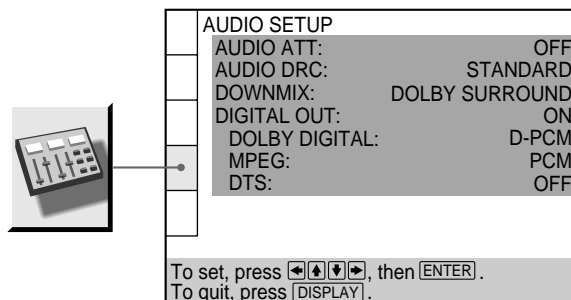 AUDIO SETUP
AUDIO ATT: OFF
AUDIO DRC: STANDARD
DOWNMIX: DOLBY SURROUND
DIGITAL OUT: ON
DOLBY DIGITAL: D-PCM
MPEG: PCM
DTS: OFF
To set, press ←↑↓→, then ENTER.
To quit, press DISPLAY.